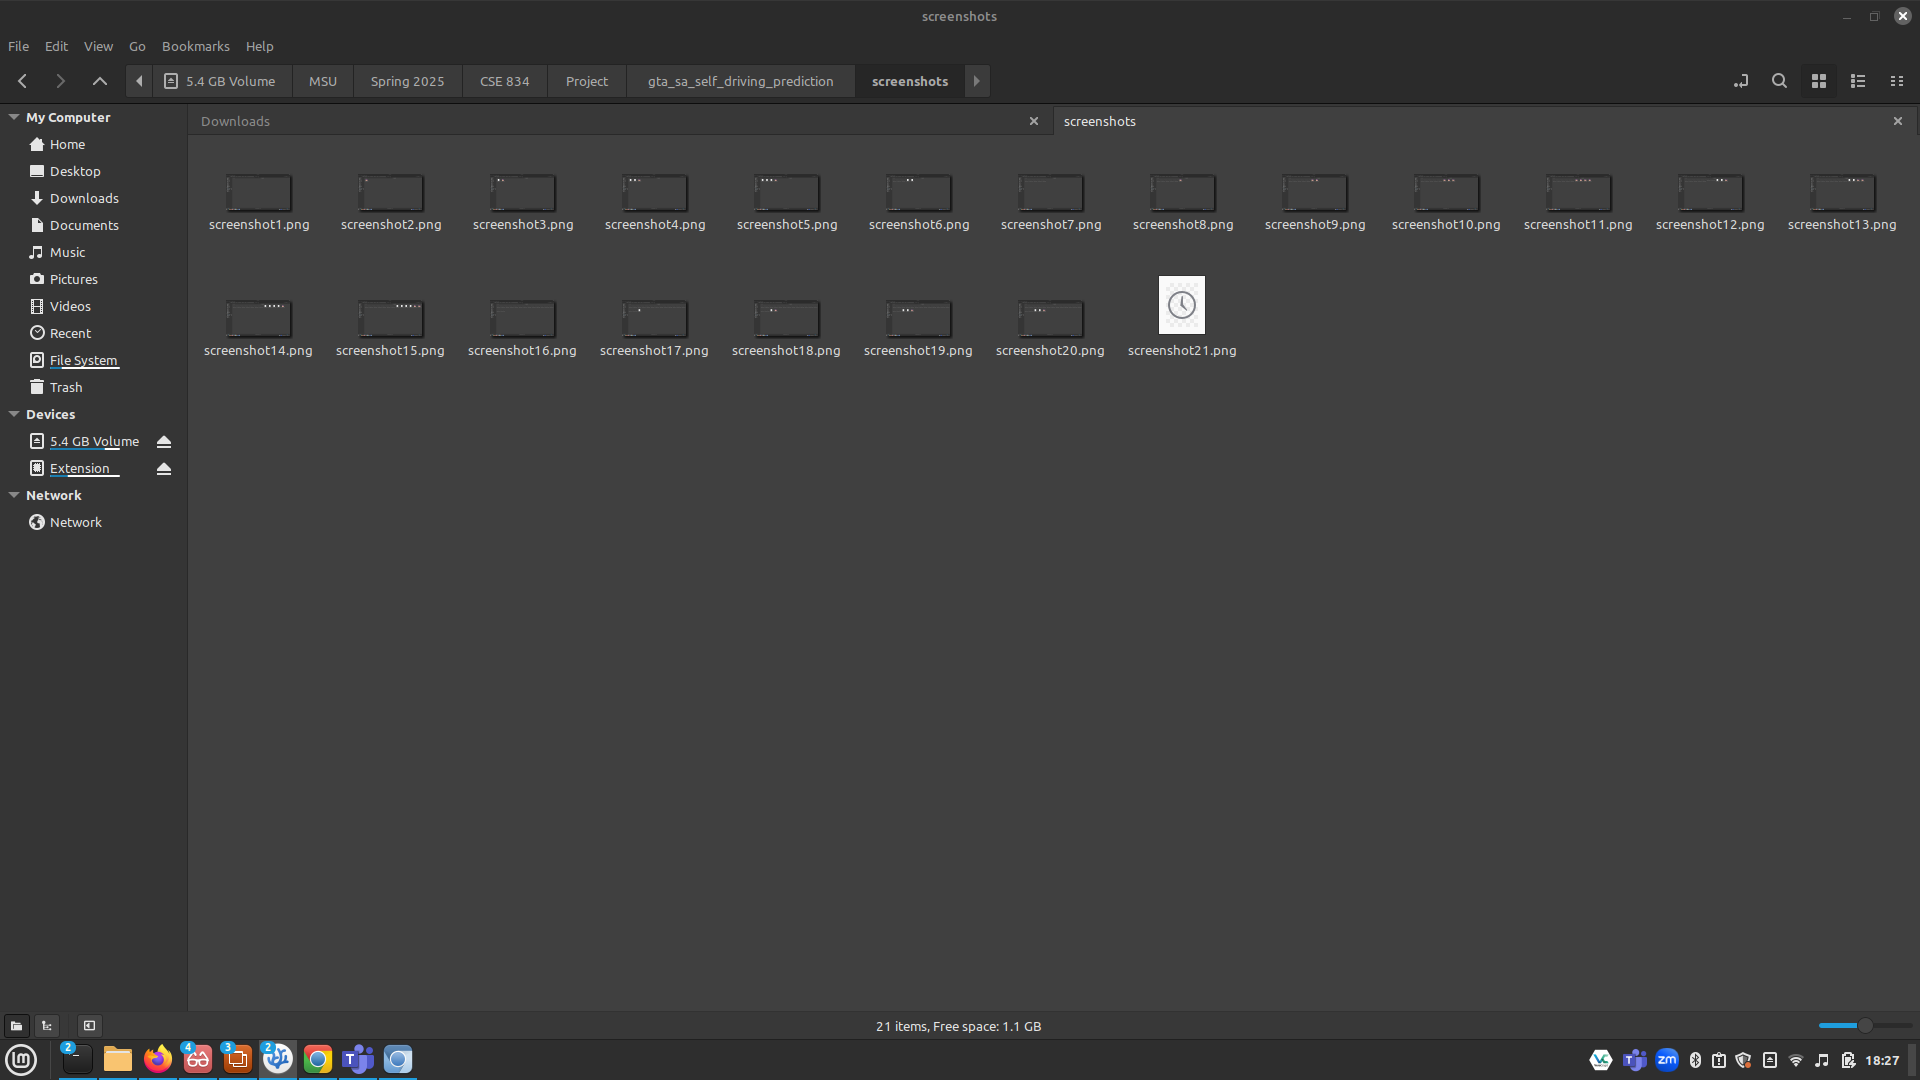 screenshots
File Edit View Go Bookmarks Help
5.4 GB Volume MSU Spring 2025 CSE 834 Project gta_sa_self_driving_prediction screenshots
My Computer
Home
Desktop
Downloads
Documents
Music
Pictures
Videos
Recent
File System
Trash
Devices
5.4 GB Volume
Extension
Network
Network
Downloads screenshots
screenshot1.png screenshot2.png screenshot3.png screenshot4.png screenshot5.png screenshot6.png screenshot7.png screenshot8.png screenshot9.png screenshot10.png screenshot11.png screenshot12.png screenshot13.png
screenshot14.png screenshot15.png screenshot16.png screenshot17.png screenshot18.png screenshot19.png screenshot20.png screenshot21.png
21 items, Free space: 1.1 GB
2 4 3 2 T zm 18:27